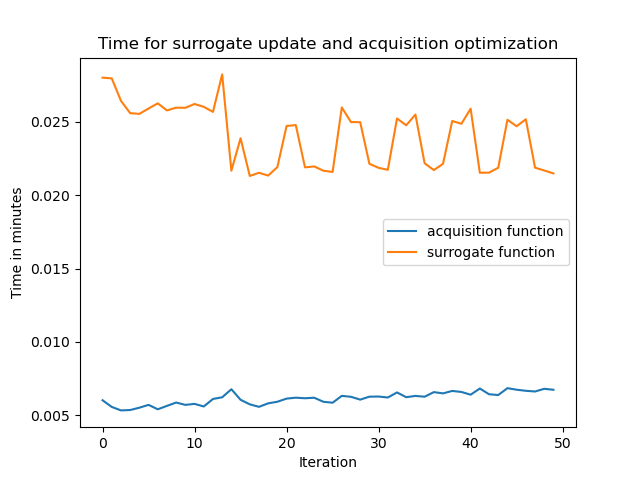 Time for surrogate update and acquisition optimization
0.025
0.020
0.015
0.010
0.005
Time in minutes
acquisition function
surrogate function
0 10 20 30 40 50
Iteration